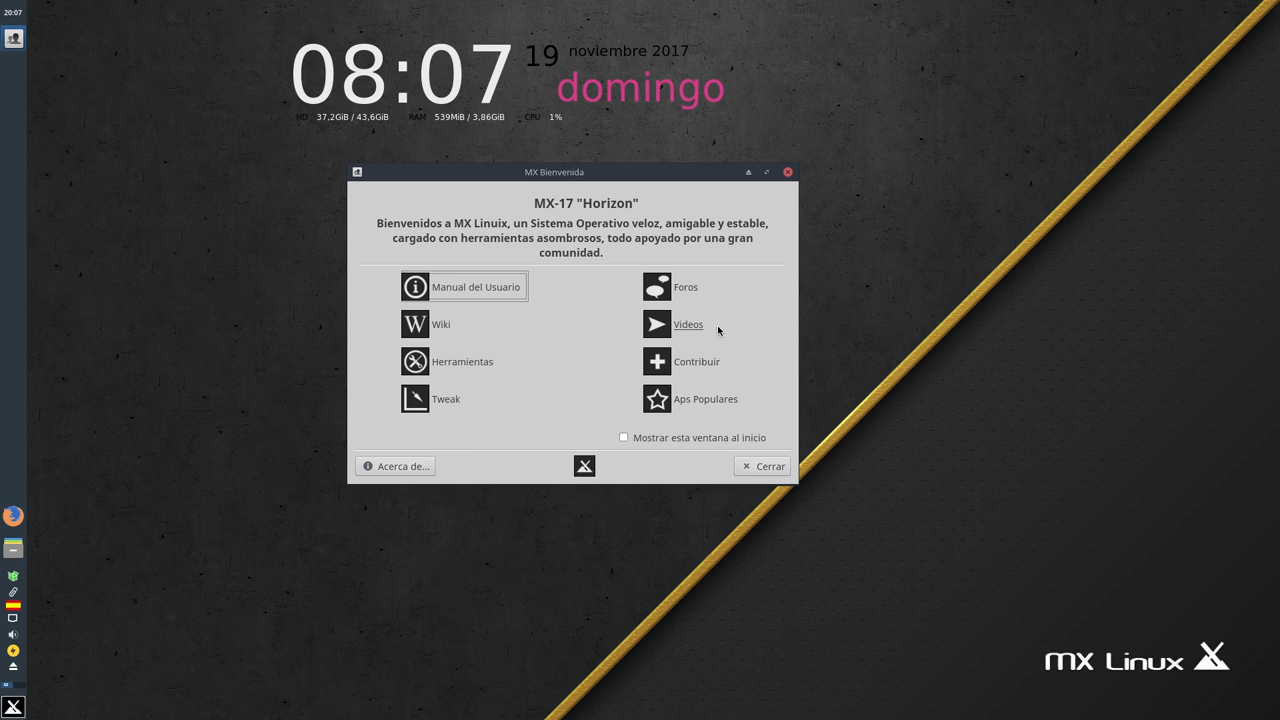 20:07
08:07
19 noviembre 2017
domingo
HD 37,2GiB / 43,6GiB RAM 539MiB / 3,86GiB CPU 1%
MX Bienvenida
MX-17 "Horizon"
Bienvenidos a MX Linuix, un Sistema Operativo veloz, amigable y estable,
cargado con herramientas asombrosos, todo apoyado por una gran
comunidad.
Manual del Usuario
Foros
W Wiki
Videos
Herramientas
Contribuir
Tweak
Aps Populares
Mostrar esta ventana al inicio
Acerca de...
Cerrar
MX Linux